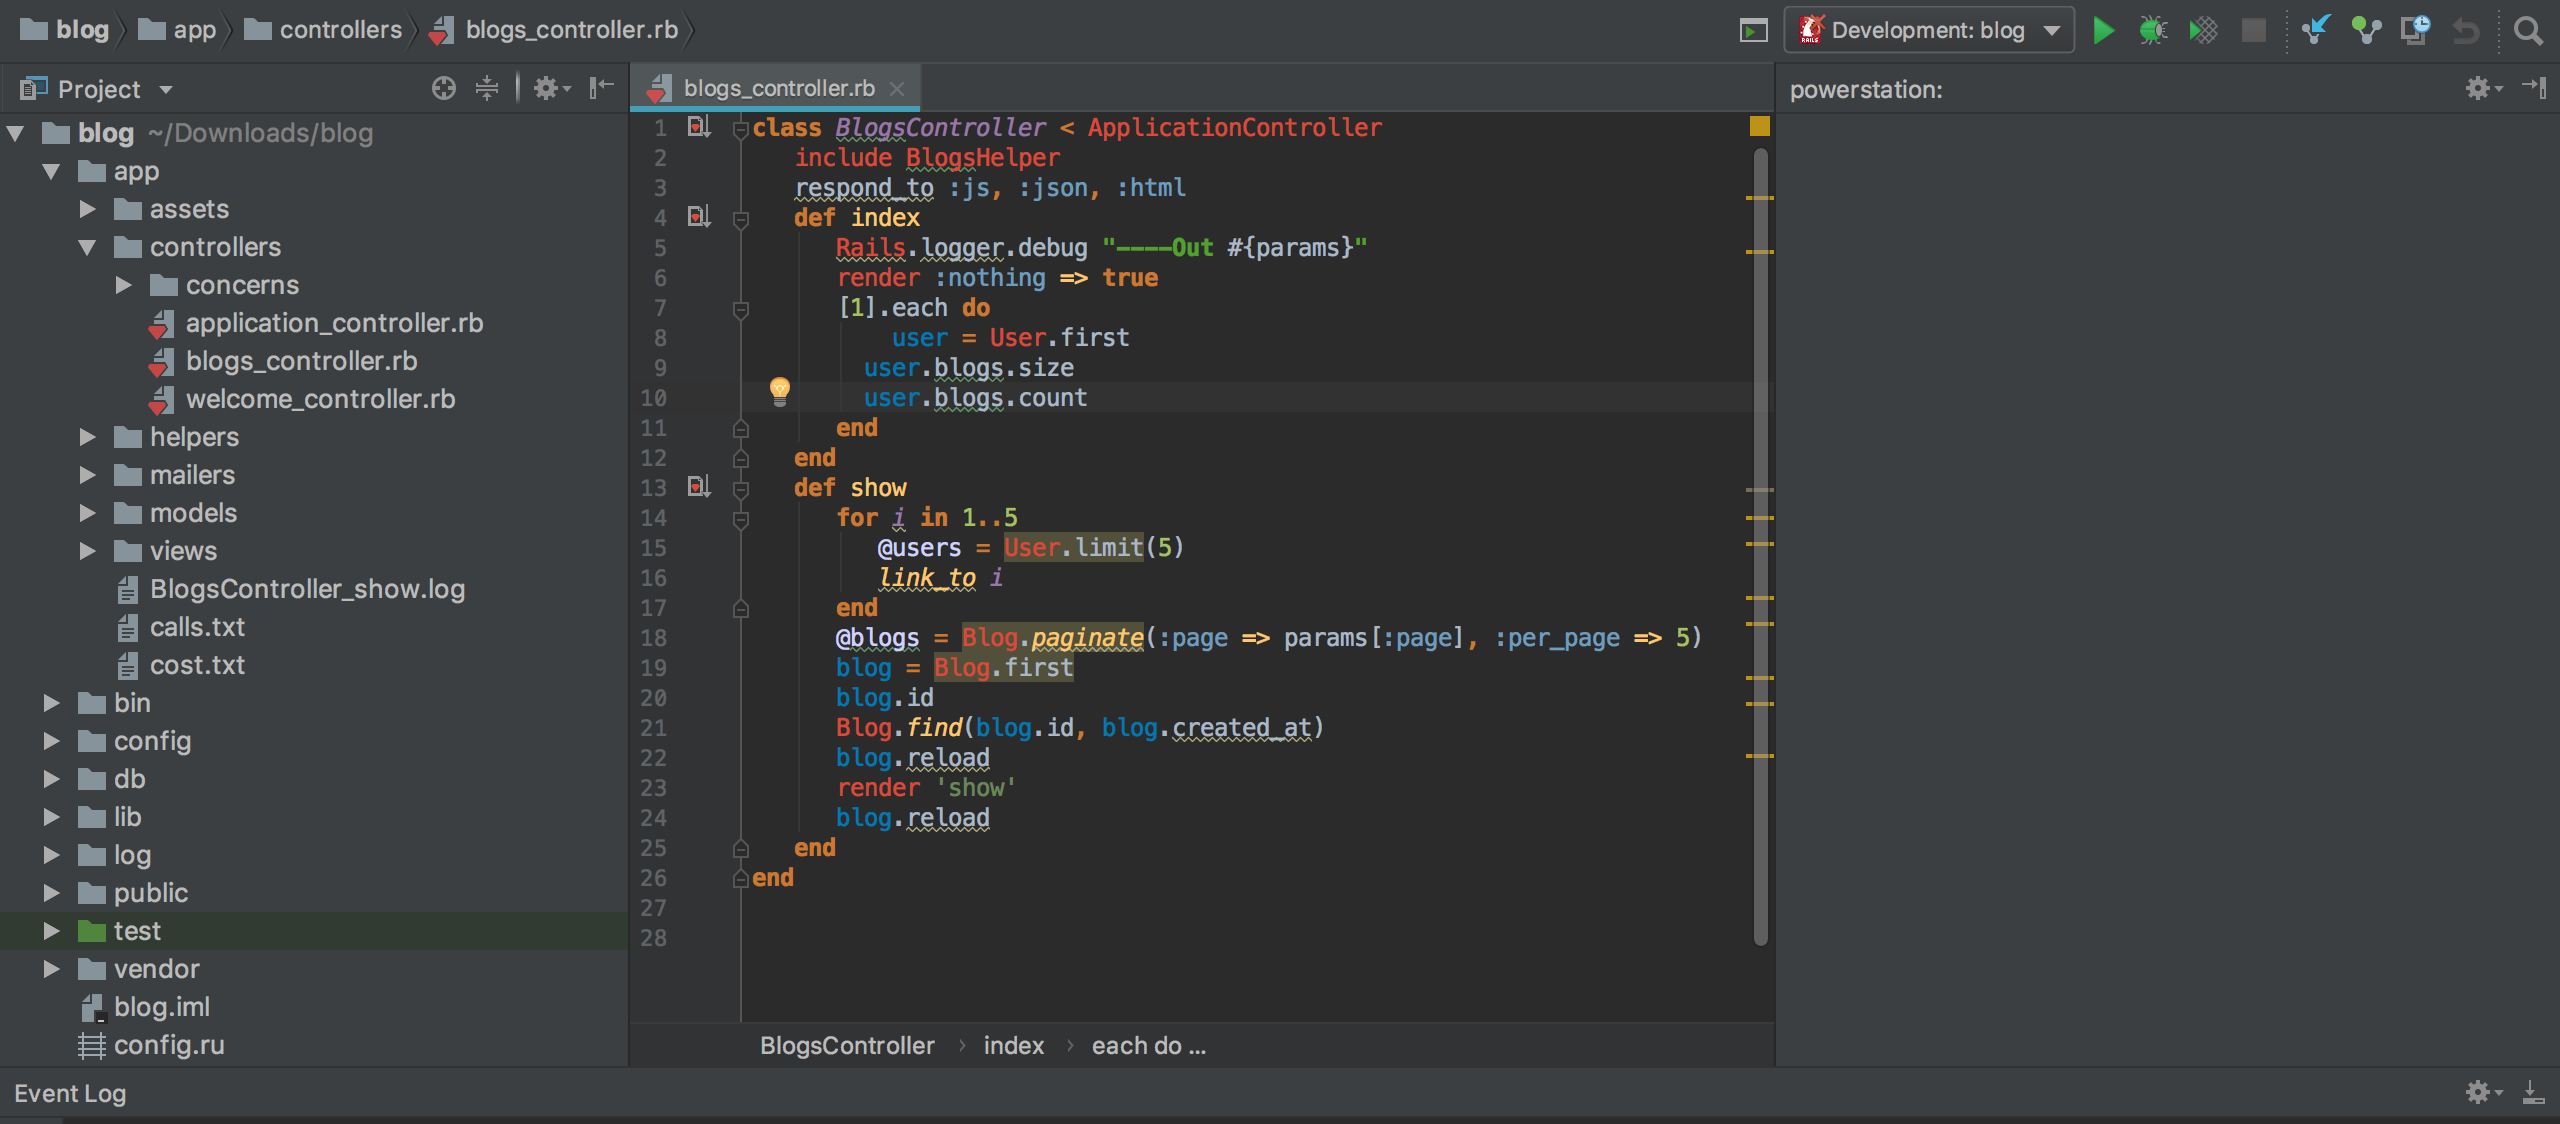 blog app controllers blogs_controller.rb
Development: blog
Project
blog ~/Downloads/blog
app
assets
controllers
concerns
application_controller.rb
blogs_controller.rb
welcome_controller.rb
helpers
mailers
models
views
BlogsController_show.log
calls.txt
cost.txt
bin
config
db
lib
log
public
test
vendor
blog.iml
config.ru
blogs_controller.rb
1 class BlogsController < ApplicationController
2 include BlogsHelper
3 respond_to :js, :json, :html
4 def index
5 Rails.logger.debug "----Out #{params}"
6 render :nothing => true
7 [1].each do
8 user = User.first
9 user.blogs.size
10 user.blogs.count
11 end
12 end
13 def show
14 for i in 1..5
15 @users = User.limit(5)
16 link_to i
17 end
18 @blogs = Blog.paginate(:page => params[:page], :per_page => 5)
19 blog = Blog.first
20 blog.id
21 Blog.find(blog.id, blog.created_at)
22 blog.reload
23 render 'show'
24 blog.reload
25 end
26 end
27
28
BlogsController › index › each do ...
powerstation:
Event Log